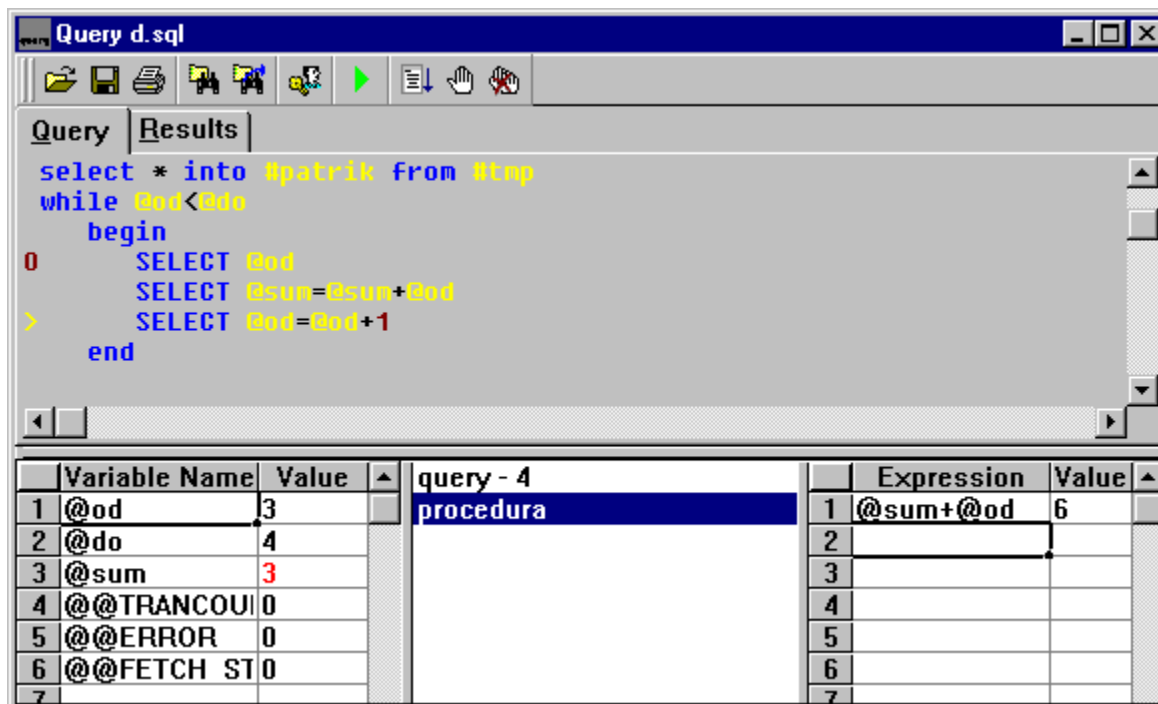 Query d.sql
Query Results
select * into #patrik from #tmp
while @od<@do
begin
O SELECT @od
SELECT @sum=@sum+@od
> SELECT @od=@od+1
end
Variable Name Value
1 @od 3
2 @do 4
3 @sum 3
4 @@TRANCOU 0
5 @@ERROR 0
6 @@FETCH ST 0
7
query - 4
procedura
Expression Value
1 @sum+@od 6
2
3
4
5
6
7